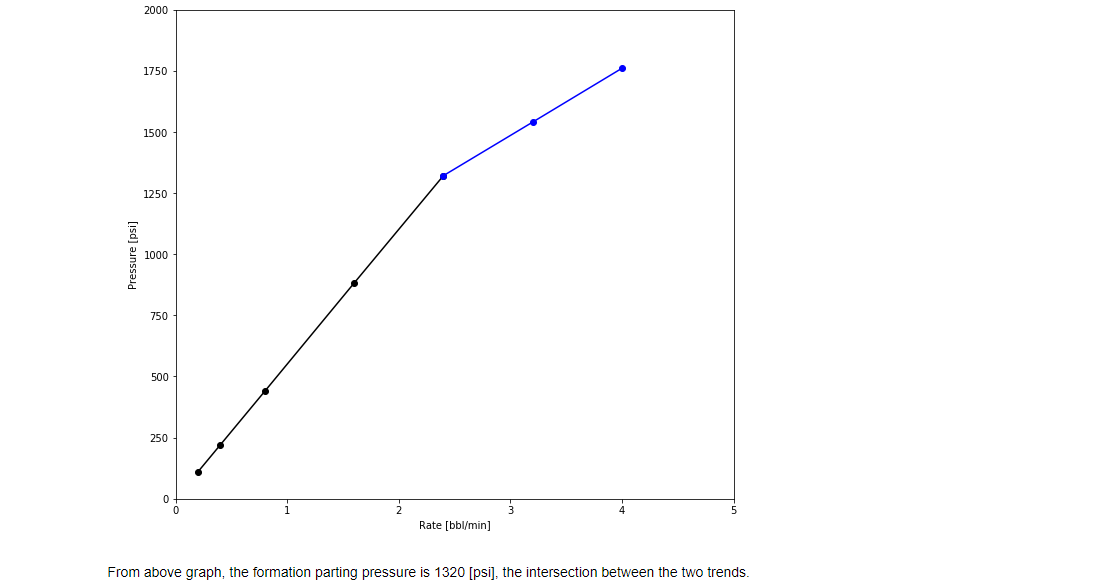 2000
1750
1500
1250
1000
750
500
250
0
Pressure [psi]
0 1 2 3 4 5
Rate [bbl/min]
From above graph, the formation parting pressure is 1320 [psi], the intersection between the two trends.